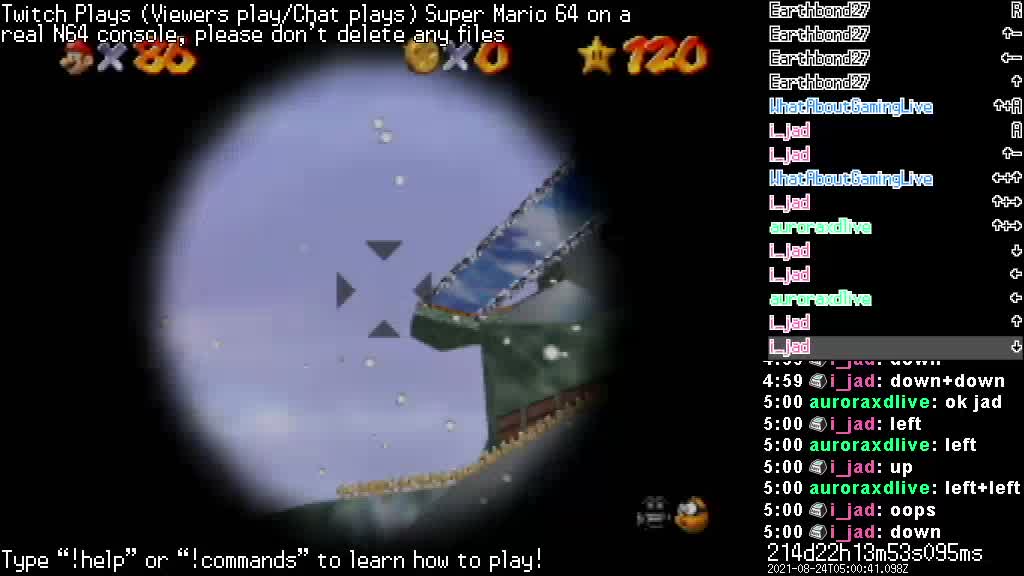 Twitch Plays (Viewers play/Chat plays) Super Mario 64 on a
real N64 console, please don't delete any files
86
0
120
Earthbond27 R
Earthbond27 ↑-
Earthbond27 ←-
Earthbond27 ↑
WhatAboutGamingLive ↑+A
i_jad A
i_jad ↑-
WhatAboutGamingLive ←+↑
i_jad ↑+→
auroraxdlive ↑+→
i_jad ↓
i_jad ←
auroraxdlive ←
i_jad ↑
i_jad ↓
4:59 i_jad: down
4:59 i_jad: down+down
5:00 auroraxdlive: ok jad
5:00 i_jad: left
5:00 auroraxdlive: left
5:00 i_jad: up
5:00 auroraxdlive: left+left
5:00 i_jad: oops
5:00 i_jad: down
Type “!help” or “!commands” to learn how to play!
214d22h13m53s095ms
2021-08-24T05:00:41.098Z